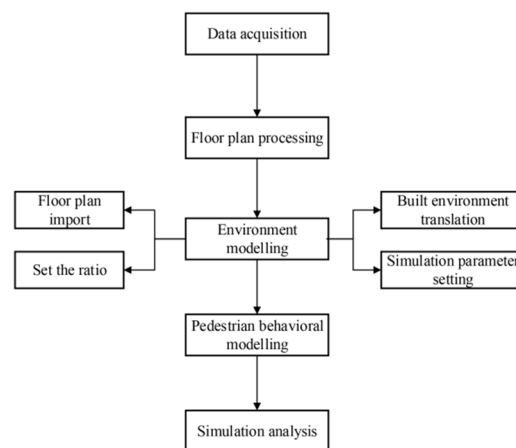 Data acquisition
Floor plan processing
Floor plan
import
Set the ratio
Environment
modelling
Built environment
translation
Simulation parameter
setting
Pedestrian behavioral
modelling
Simulation analysis